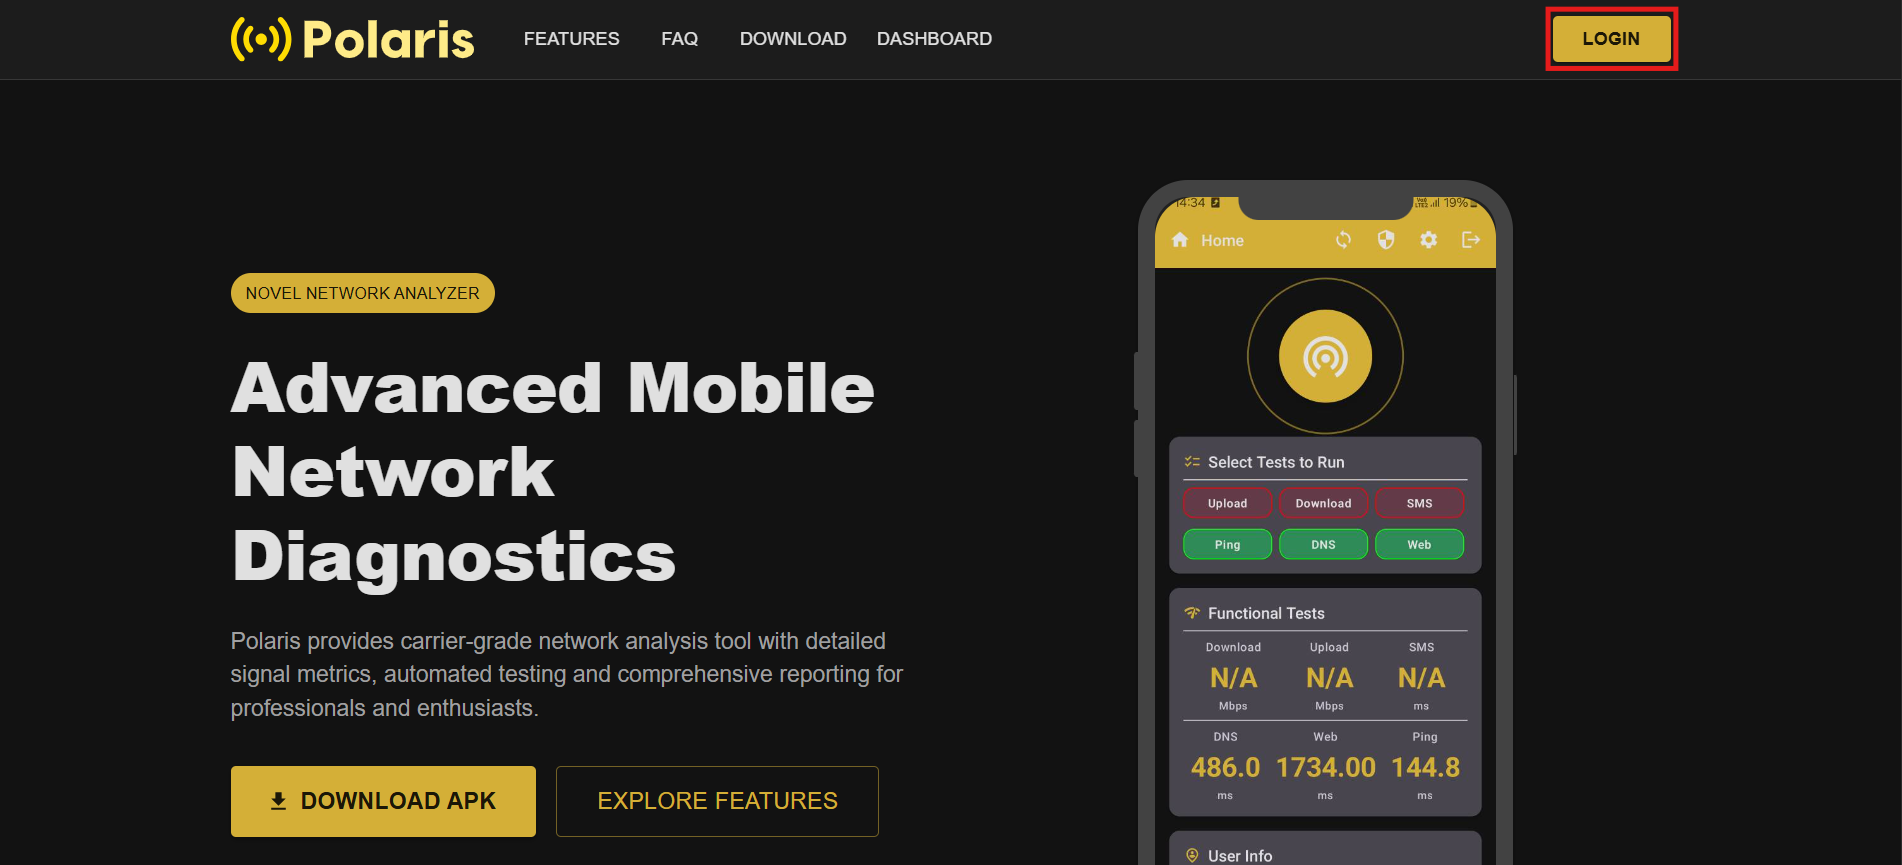 Polaris
FEATURES FAQ DOWNLOAD DASHBOARD
LOGIN
NOVEL NETWORK ANALYZER
Advanced Mobile
Network
Diagnostics
Polaris provides carrier-grade network analysis tool with detailed
signal metrics, automated testing and comprehensive reporting for
professionals and enthusiasts.
DOWNLOAD APK
EXPLORE FEATURES
14:34 19%
Home
Select Tests to Run
Upload Download SMS
Ping DNS Web
Functional Tests
Download Upload SMS
N/A N/A N/A
Mbps Mbps ms
DNS Web Ping
486.0 1734.00 144.8
ms ms ms
User Info